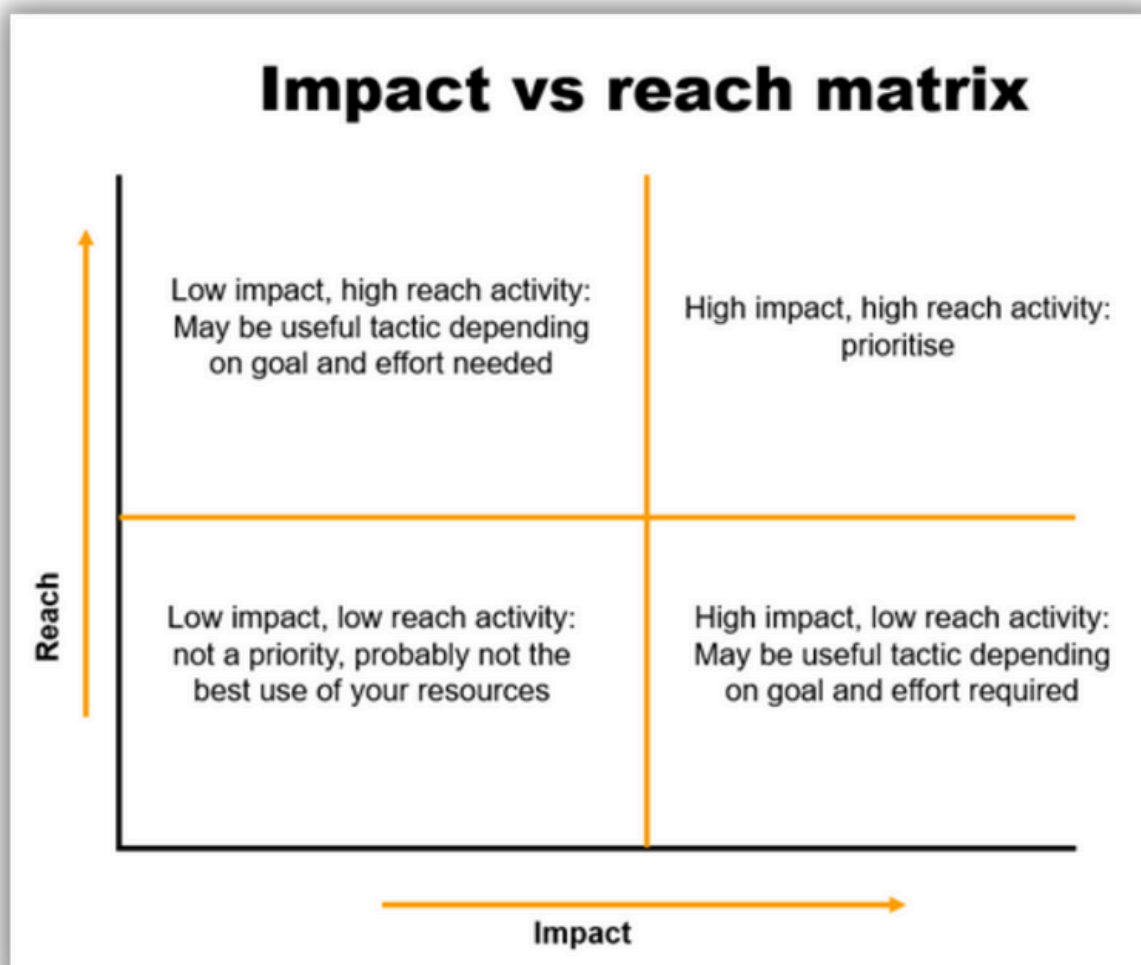 Impact vs reach matrix
Low impact, high reach activity:
May be useful tactic depending
on goal and effort needed
High impact, high reach activity:
prioritise
Reach
Low impact, low reach activity:
not a priority, probably not the
best use of your resources
High impact, low reach activity:
May be useful tactic depending
on goal and effort required
Impact